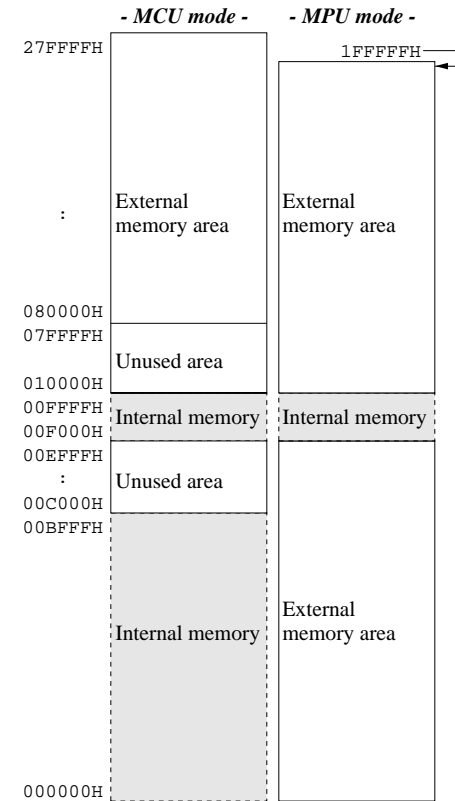 - MCU mode - - MPU mode -
27FFFFH
1FFFFFH
:
External
memory area
External
memory area
080000H
07FFFFH
Unused area
010000H
00FFFFH
Internal memory
Internal memory
00F000H
00EFFFH
:
Unused area
00C000H
00BFFFH
Internal memory
External
memory area
000000H